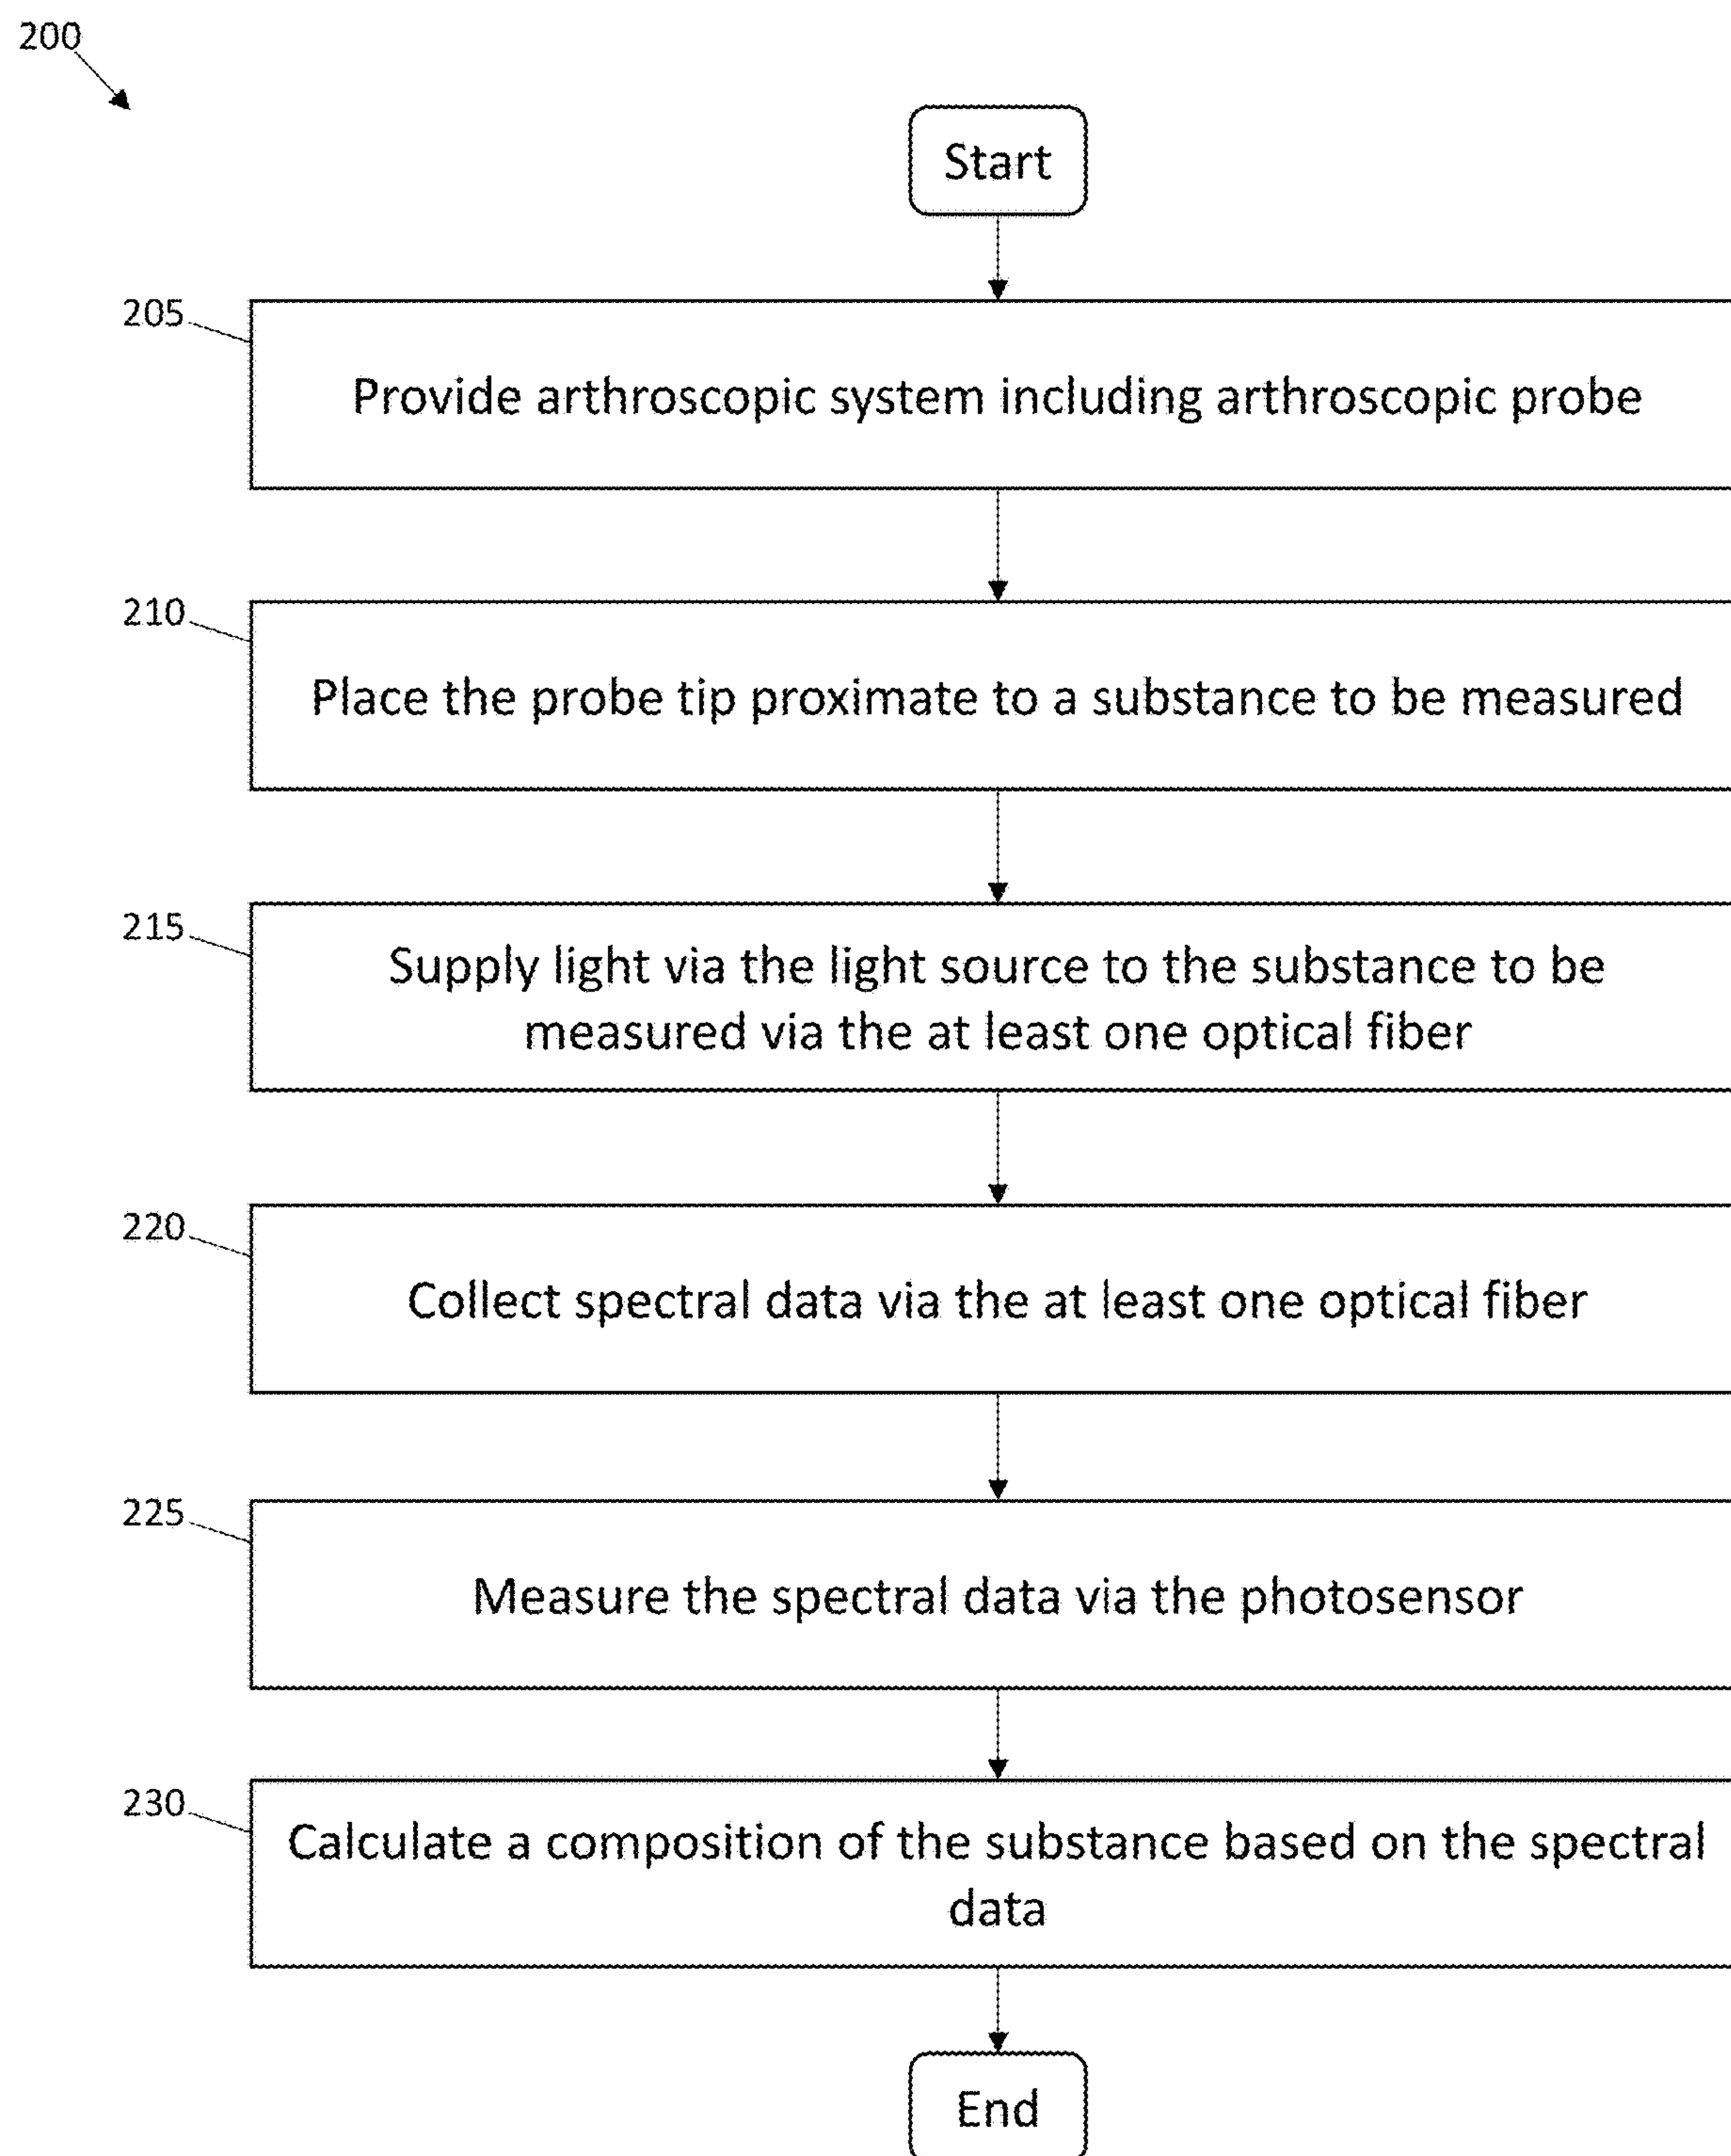 200
Start
205
Provide arthroscopic system including arthroscopic probe
210
Place the probe tip proximate to a substance to be measured
215
Supply light via the light source to the substance to be
measured via the at least one optical fiber
220
Collect spectral data via the at least one optical fiber
225
Measure the spectral data via the photosensor
230
Calculate a composition of the substance based on the spectral
data
End